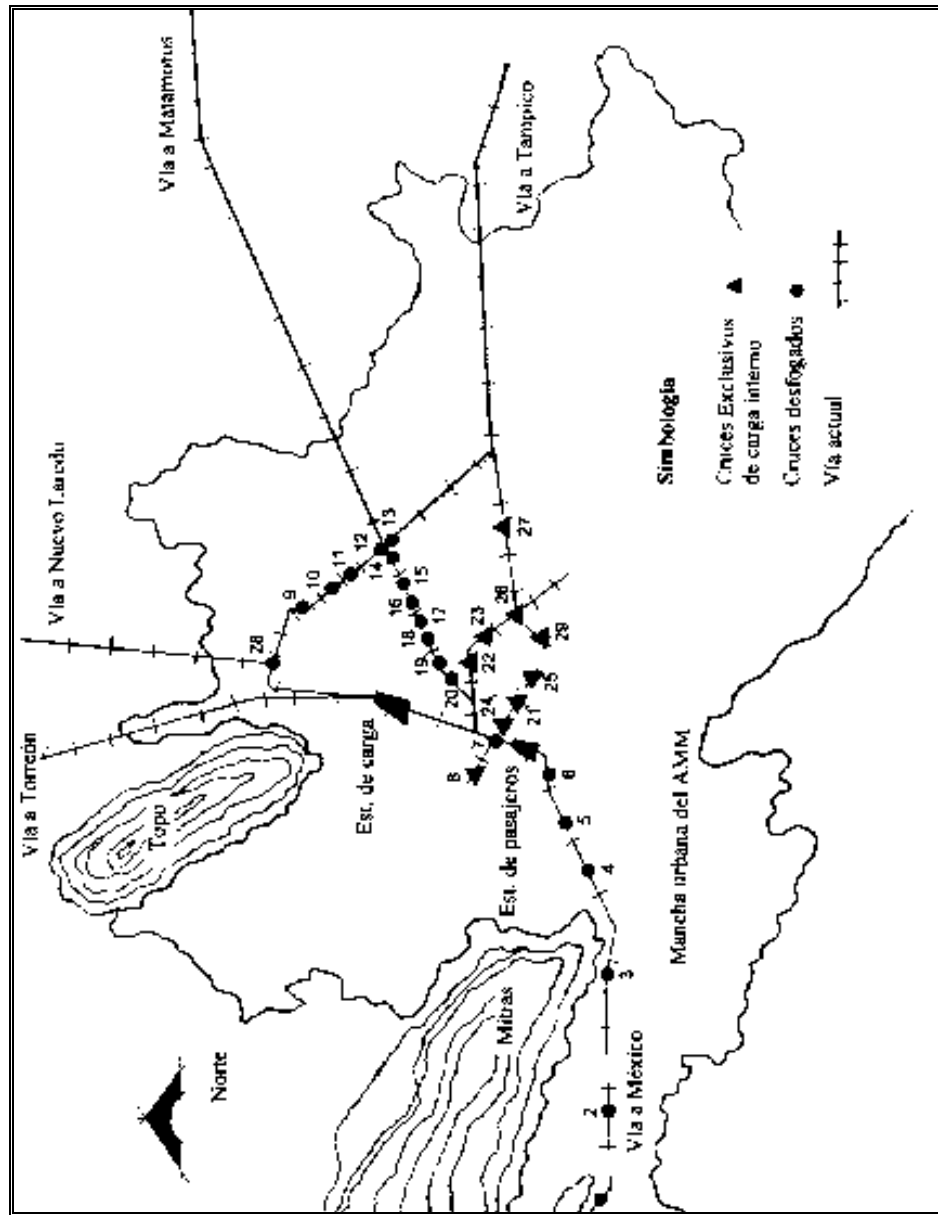 Vía a Matamoros
Vía a Nuevo Laredo
Vía a Torreón
Vía a Tampico
Topo
Est. de carga
Est. de pasajeros
Mitras
Norte
Vía a México
Mancha urbana del AMM
28
9
10
11
12
13
14
15
16
17
18
19
20
22
23
26
27
29
25
21
24
7
8
6
5
4
3
2
Simbología
Cruces Exclusivos
de carga interno
Cruces desfogados
Vía actual